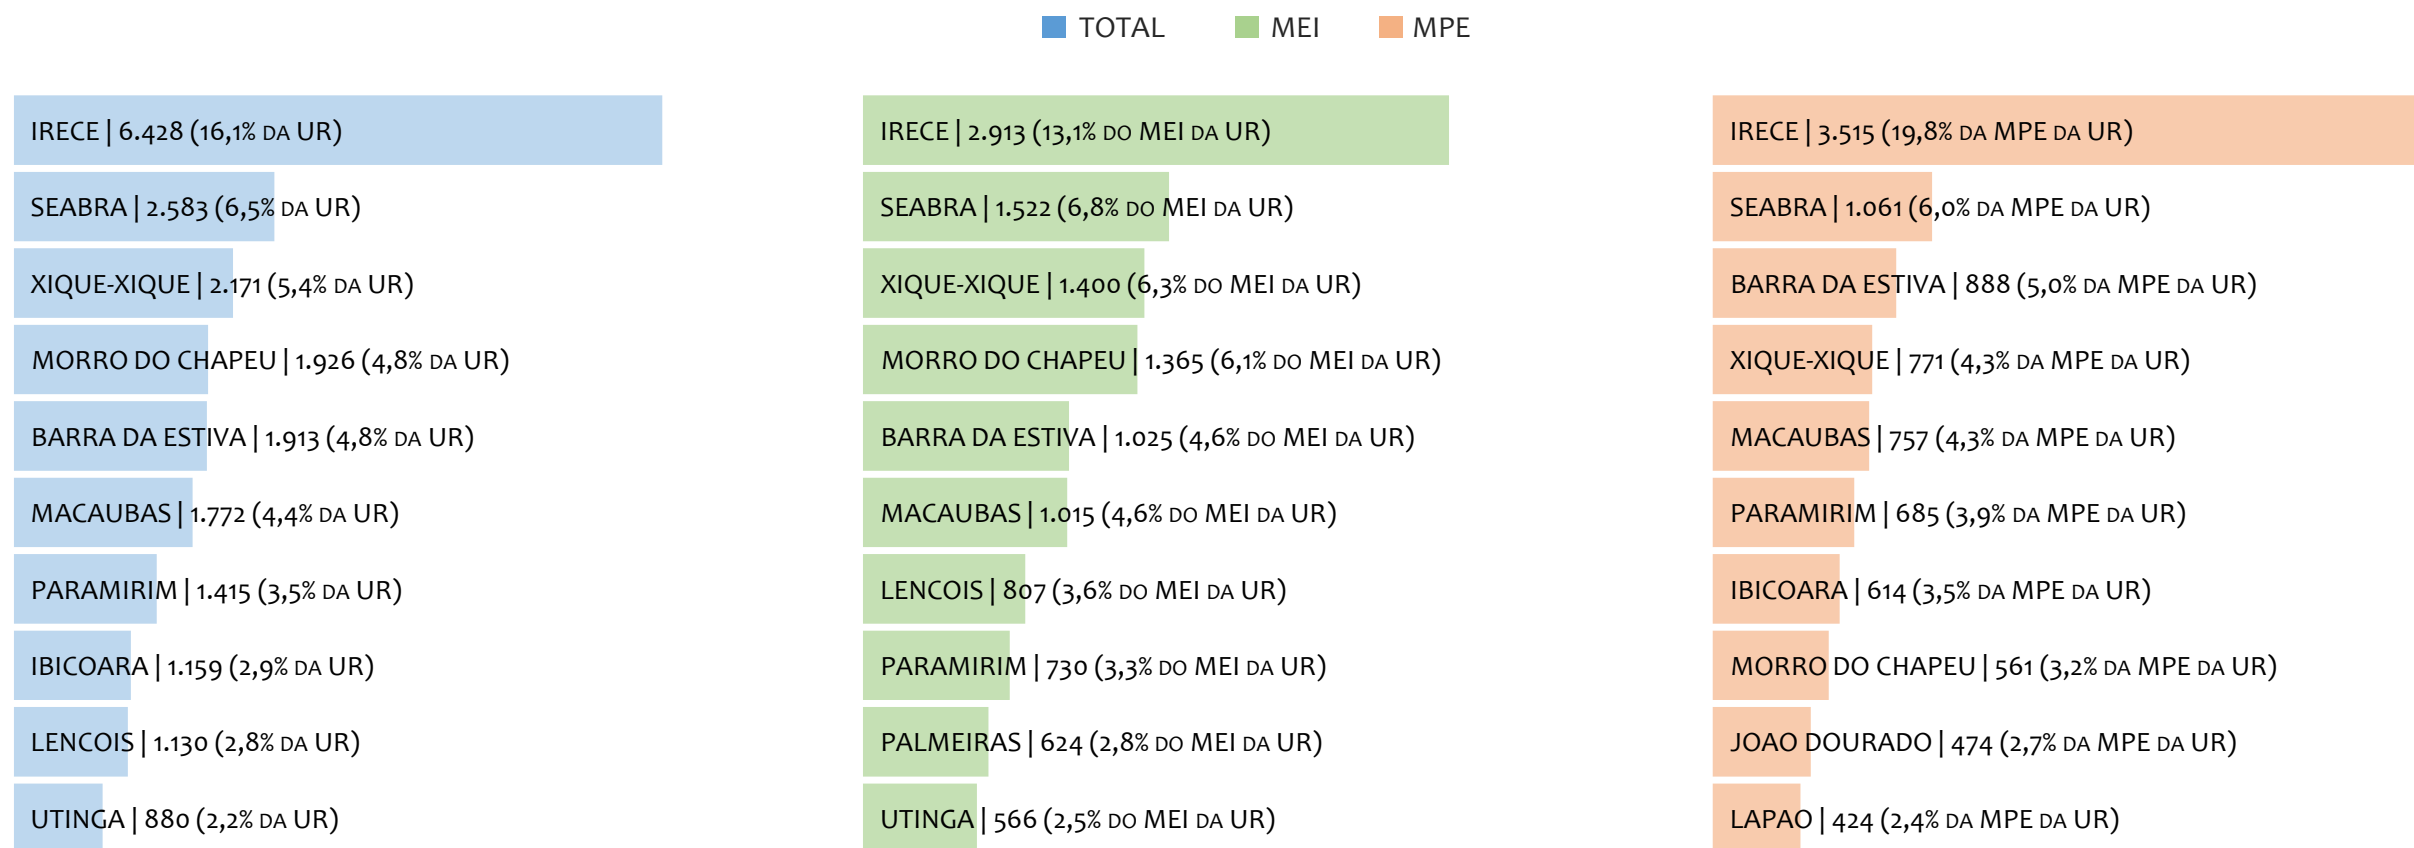 TOTAL MEI MPE
IRECE | 6.428 (16,1% DA UR)
SEABRA | 2.583 (6,5% DA UR)
XIQUE-XIQUE | 2.171 (5,4% DA UR)
MORRO DO CHAPEU | 1.926 (4,8% DA UR)
BARRA DA ESTIVA | 1.913 (4,8% DA UR)
MACAUBAS | 1.772 (4,4% DA UR)
PARAMIRIM | 1.415 (3,5% DA UR)
IBICOARA | 1.159 (2,9% DA UR)
LENCOIS | 1.130 (2,8% DA UR)
UTINGA | 880 (2,2% DA UR)
IRECE | 2.913 (13,1% DO MEI DA UR)
SEABRA | 1.522 (6,8% DO MEI DA UR)
XIQUE-XIQUE | 1.400 (6,3% DO MEI DA UR)
MORRO DO CHAPEU | 1.365 (6,1% DO MEI DA UR)
BARRA DA ESTIVA | 1.025 (4,6% DO MEI DA UR)
MACAUBAS | 1.015 (4,6% DO MEI DA UR)
LENCOIS | 807 (3,6% DO MEI DA UR)
PARAMIRIM | 730 (3,3% DO MEI DA UR)
PALMEIRAS | 624 (2,8% DO MEI DA UR)
UTINGA | 566 (2,5% DO MEI DA UR)
IRECE | 3.515 (19,8% DA MPE DA UR)
SEABRA | 1.061 (6,0% DA MPE DA UR)
BARRA DA ESTIVA | 888 (5,0% DA MPE DA UR)
XIQUE-XIQUE | 771 (4,3% DA MPE DA UR)
MACAUBAS | 757 (4,3% DA MPE DA UR)
PARAMIRIM | 685 (3,9% DA MPE DA UR)
IBICOARA | 614 (3,5% DA MPE DA UR)
MORRO DO CHAPEU | 561 (3,2% DA MPE DA UR)
JOAO DOURADO | 474 (2,7% DA MPE DA UR)
LAPAO | 424 (2,4% DA MPE DA UR)